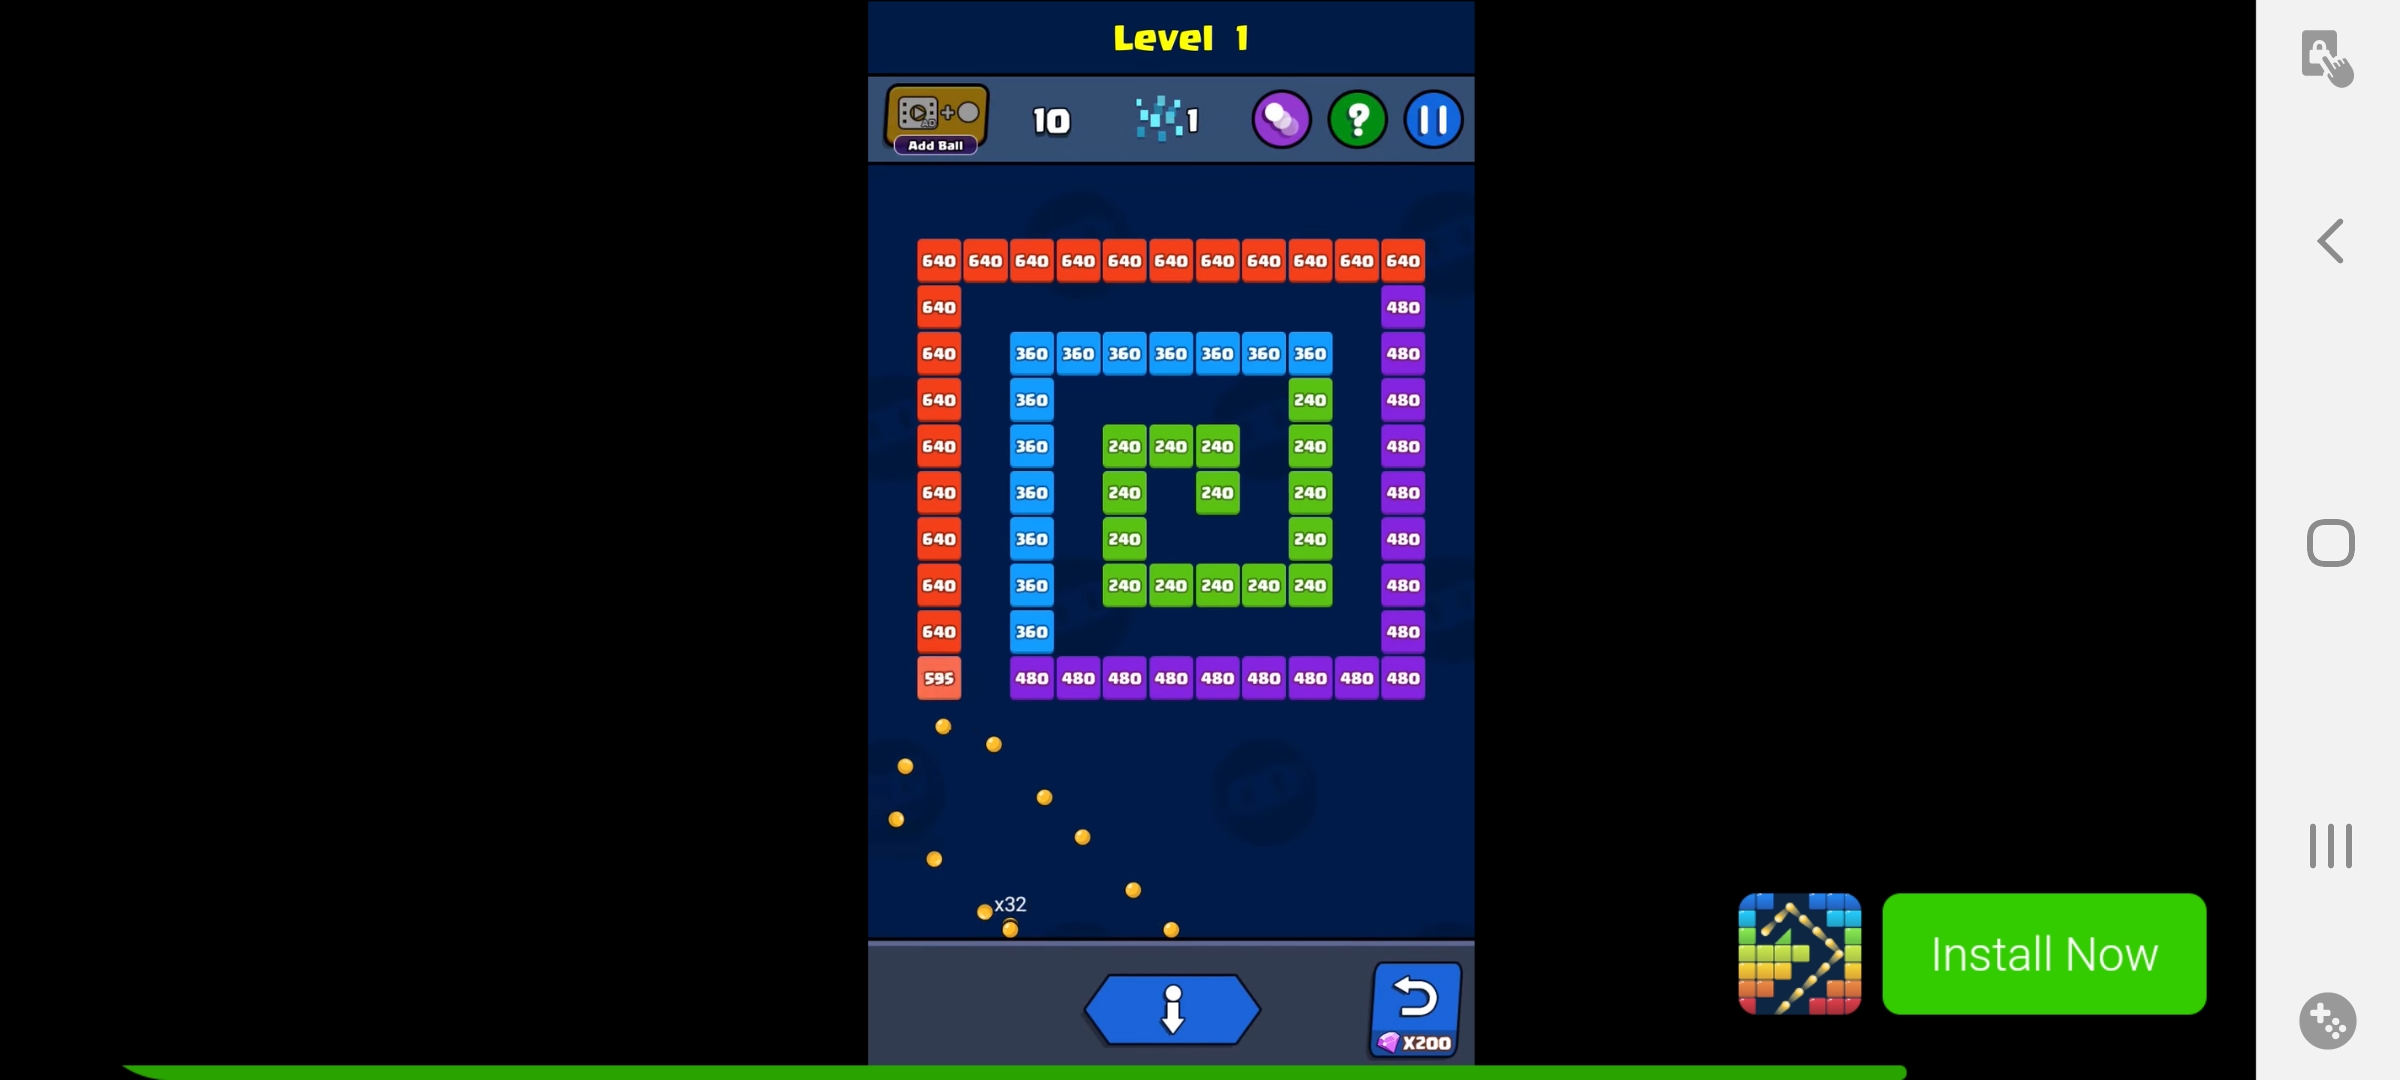 Level 1
AD
Add Ball
10
1
?
640 640 640 640 640 640 640 640 640 640 640
640 480
640 360 360 360 360 360 360 360 480
640 360 240 480
640 360 240 240 240 240 480
640 360 240 240 240 480
640 360 240 240 480
640 360 240 240 240 240 240 480
640 360 480
595 480 480 480 480 480 480 480 480 480
x32
X200
Install Now